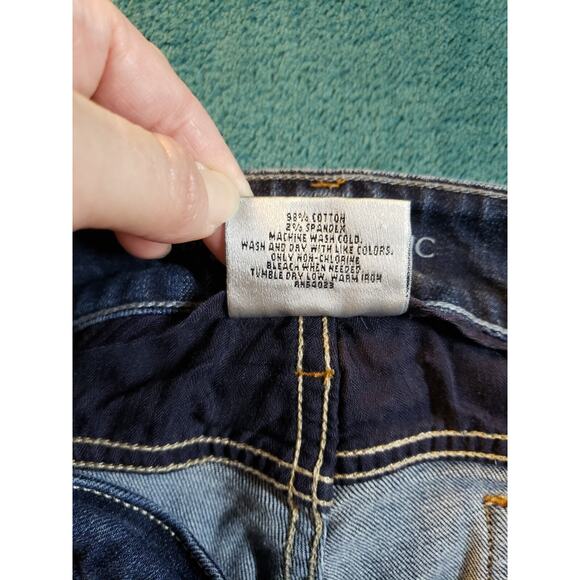 98% COTTON
2% SPANDEX
MACHINE WASH COLD.
WASH AND DRY WITH LIKE COLORS.
ONLY NON-CHLORINE
BLEACH WHEN NEEDED.
TUMBLE DRY LOW, WARM IRON
RN54023
C